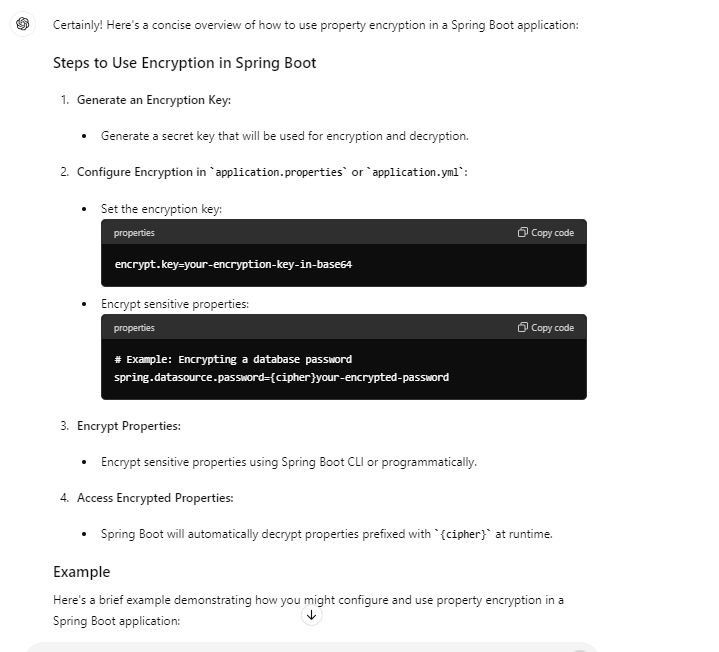 Certainly! Here's a concise overview of how to use property encryption in a Spring Boot application:
Steps to Use Encryption in Spring Boot
1. Generate an Encryption Key:
• Generate a secret key that will be used for encryption and decryption.
2. Configure Encryption in `application.properties` or `application.yml`:
• Set the encryption key:
properties Copy code
encrypt.key=your-encryption-key-in-base64
• Encrypt sensitive properties:
properties Copy code
# Example: Encrypting a database password
spring.datasource.password={cipher}your-encrypted-password
3. Encrypt Properties:
• Encrypt sensitive properties using Spring Boot CLI or programmatically.
4. Access Encrypted Properties:
• Spring Boot will automatically decrypt properties prefixed with `{cipher}` at runtime.
Example
Here's a brief example demonstrating how you might configure and use property encryption in a
Spring Boot application: